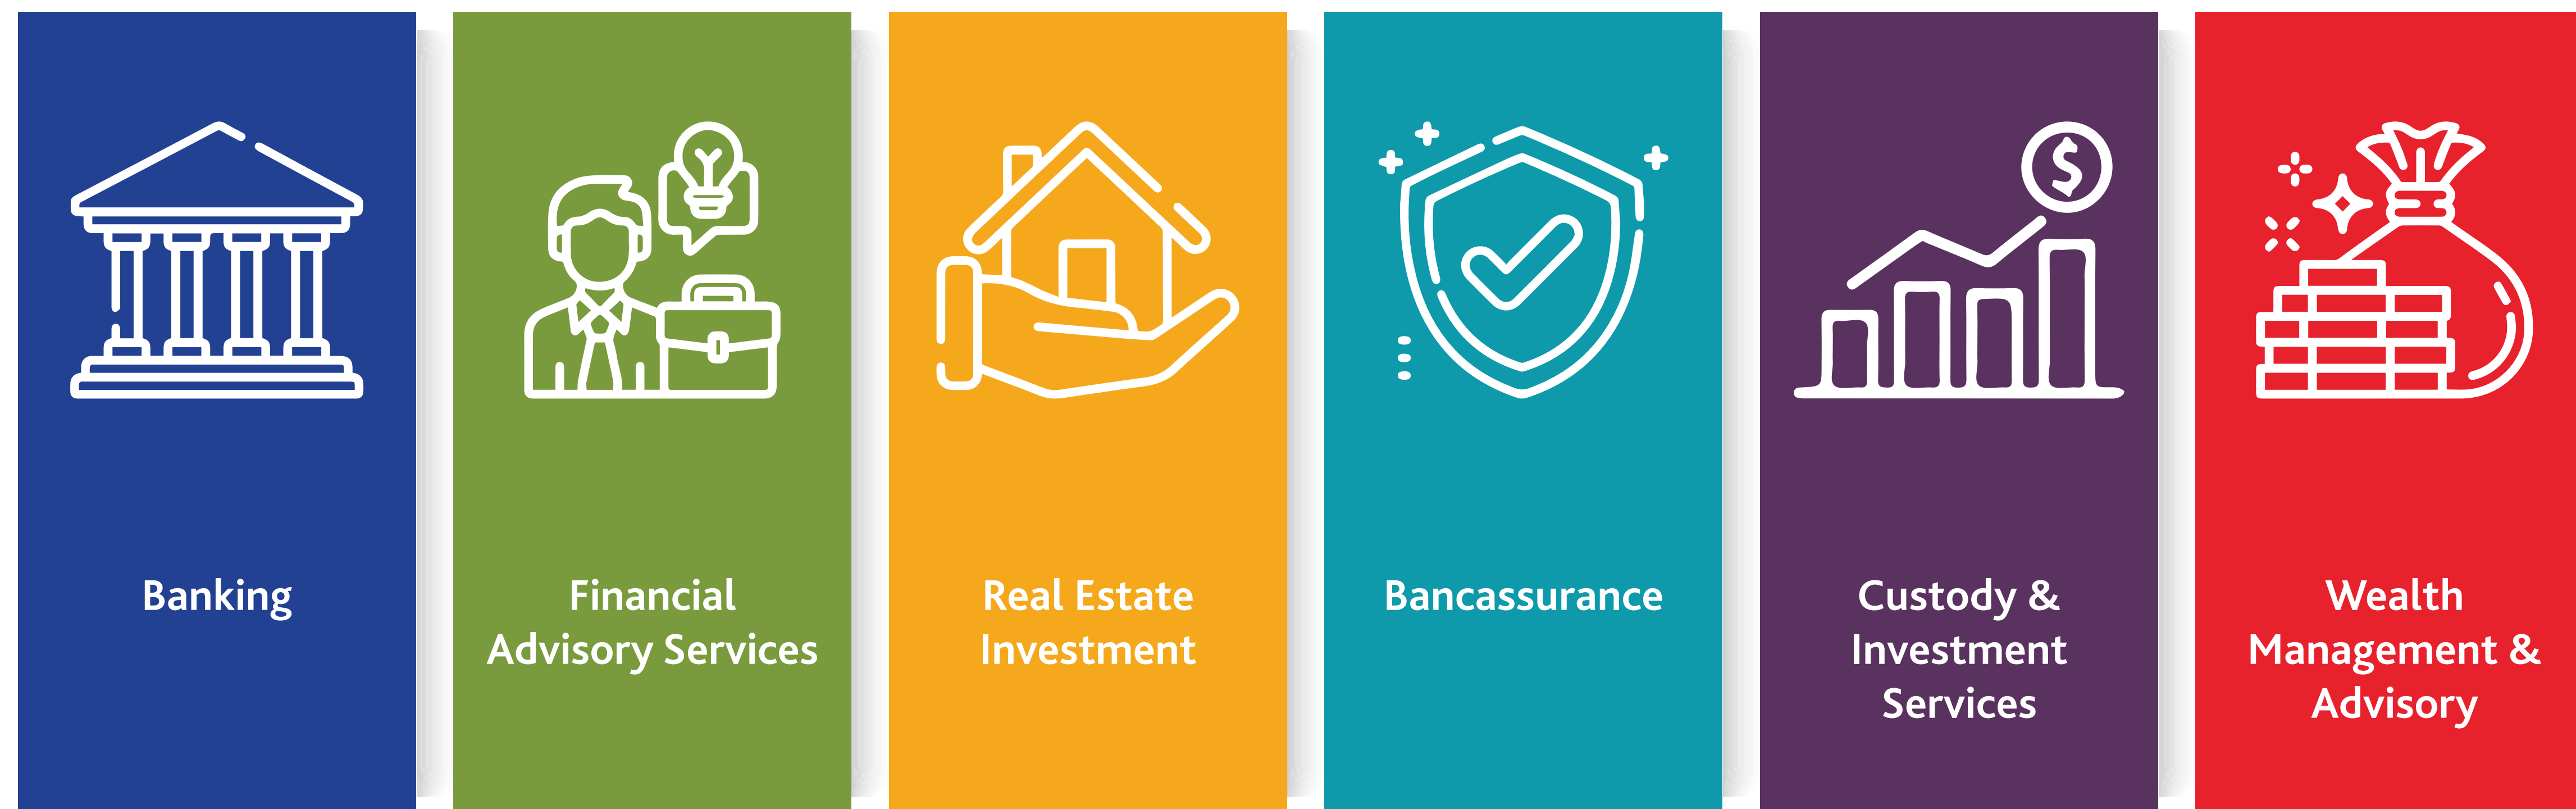 Banking
Financial
Advisory Services
Real Estate
Investment
Bancassurance
Custody &
Investment
Services
Wealth
Management &
Advisory
$